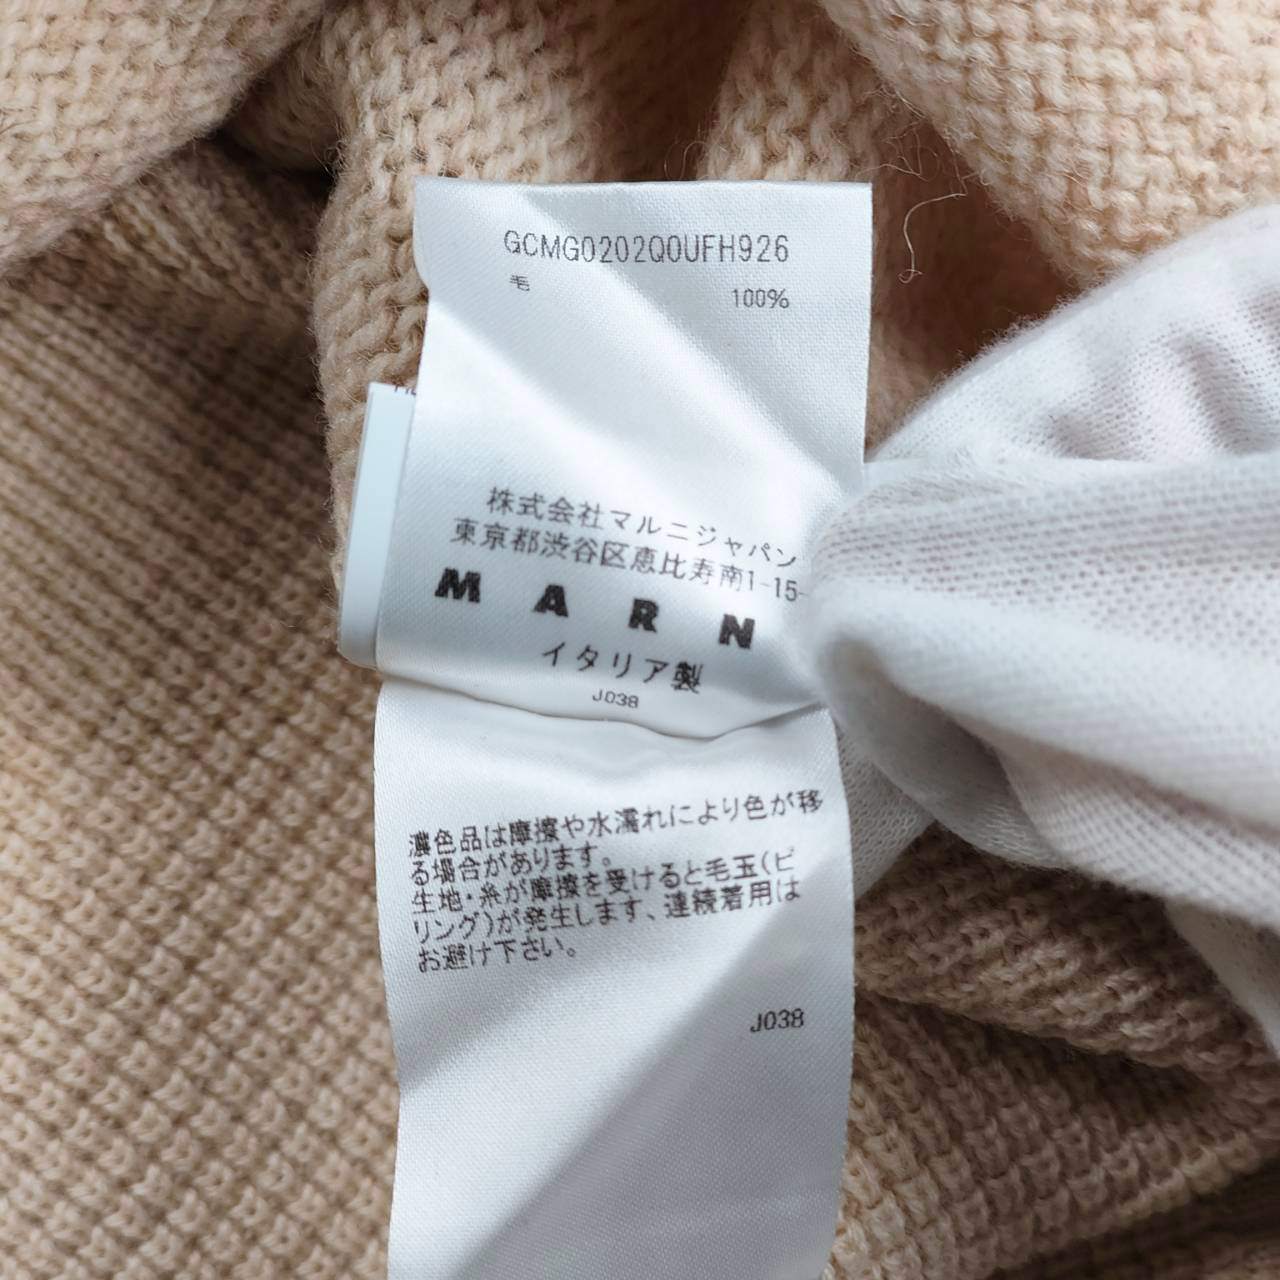 GCMG0202Q0UFH926
毛 100%
株式会社マルニジャパン
東京都渋谷区恵比寿南1-15-
MARN
イタリア製
J038
濃色品は摩擦や水濡れにより色が移
る場合があります。
生地・糸が摩擦を受けると毛玉(ピ
リング)が発生します、連続着用は
お避け下さい。
J038